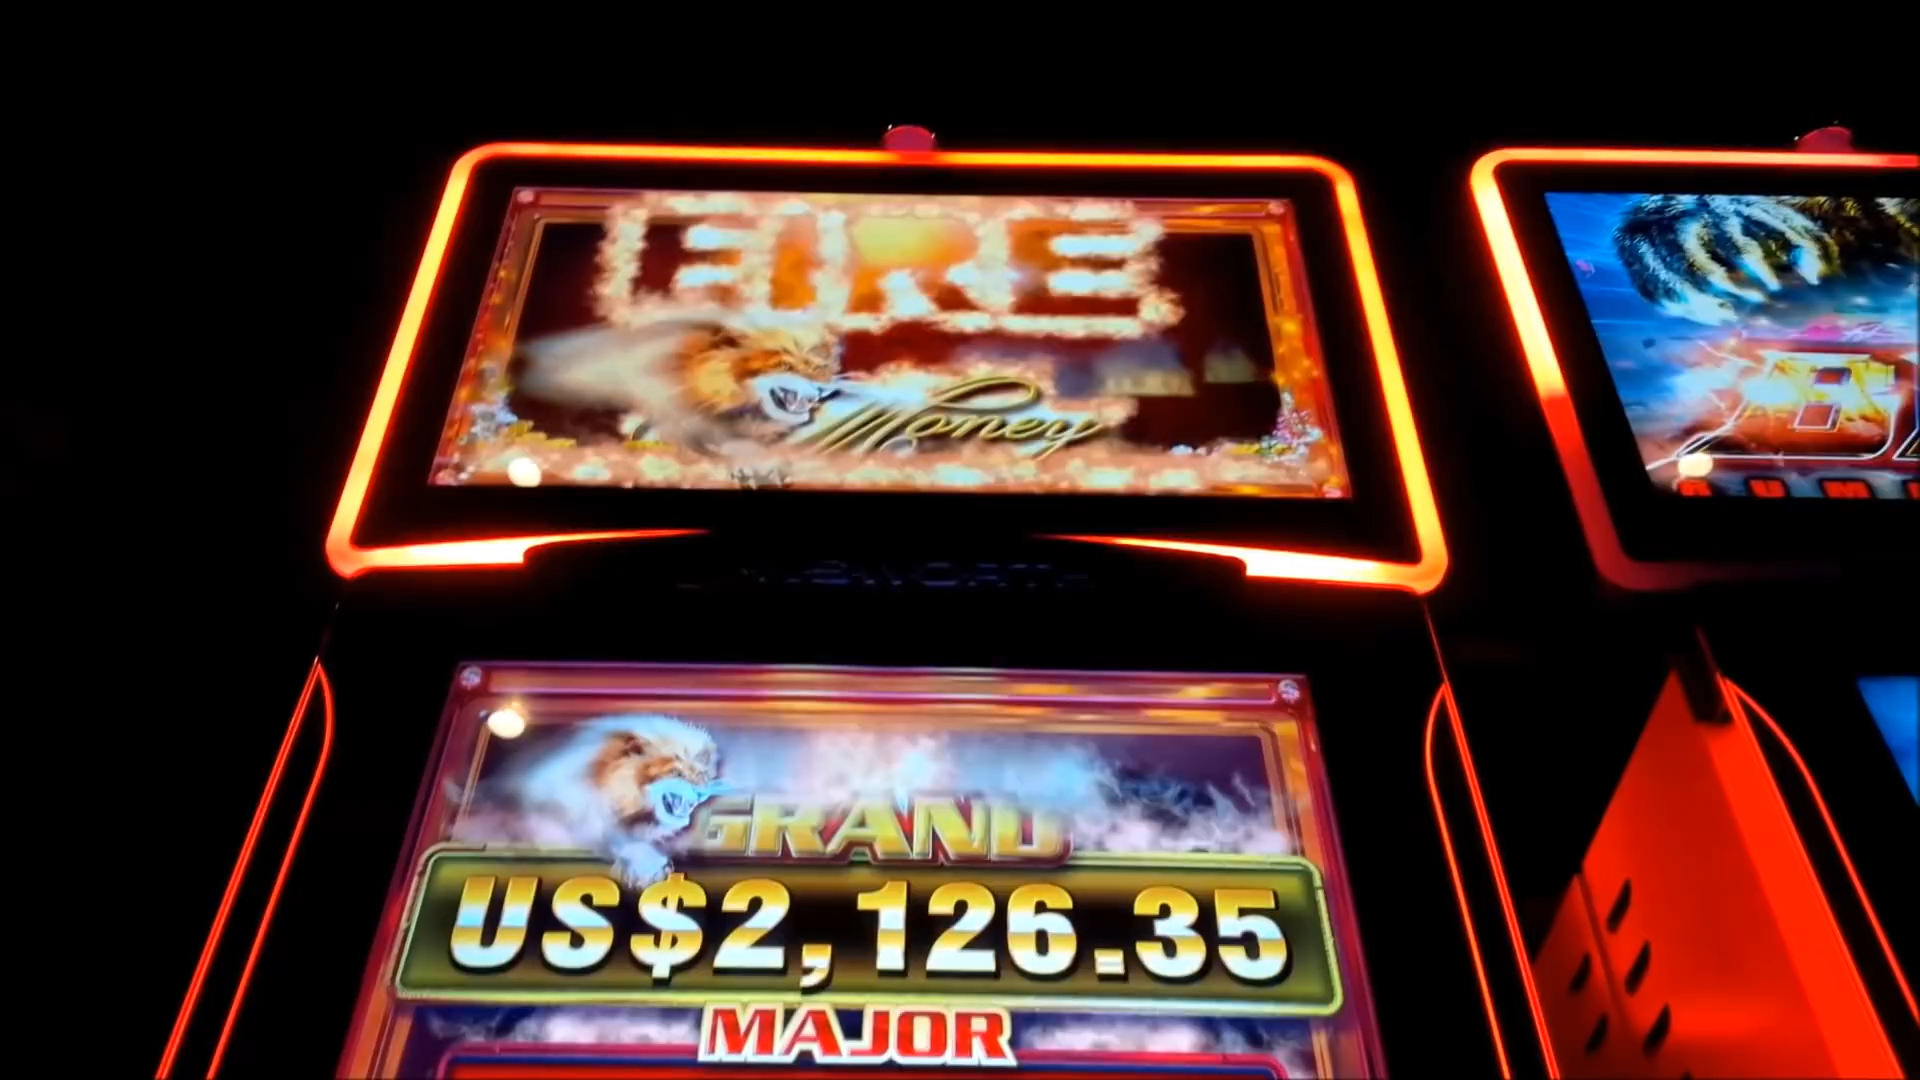 FIRE
Money
GRAND
US$2,126.35
MAJOR